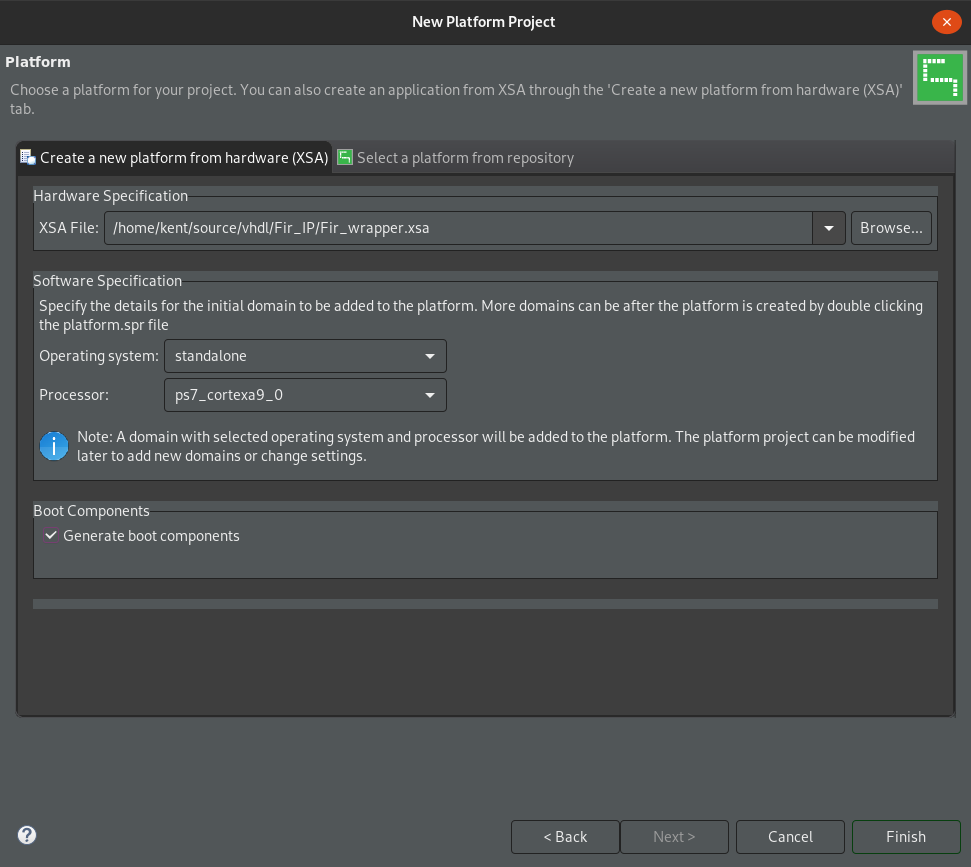 New Platform Project
Platform
Choose a platform for your project. You can also create an application from XSA through the 'Create a new platform from hardware (XSA)'
tab.
Create a new platform from hardware (XSA)
Select a platform from repository
Hardware Specification
XSA File:
/home/kent/source/vhdl/Fir_IP/Fir_wrapper.xsa
Browse...
Software Specification
Specify the details for the initial domain to be added to the platform. More domains can be after the platform is created by double clicking
the platform.spr file
Operating system:
standalone
Processor:
ps7_cortexa9_0
Note: A domain with selected operating system and processor will be added to the platform. The platform project can be modified
later to add new domains or change settings.
Boot Components
Generate boot components
?
< Back
Next >
Cancel
Finish